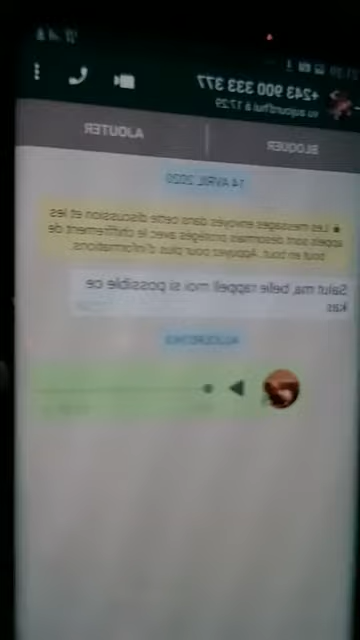 +243 900 333 377
vu aujourd'hui à 17:29
BLOQUER
AJOUTER
14 AVRIL 2020
Les messages envoyés dans cette discussion et les
appels sont désormais protégés avec le chiffrement de
bout en bout. Appuyez pour plus d'informations.
Salut, ma, belle rappell moi si possible ce
kas
AUJOURD'HUI